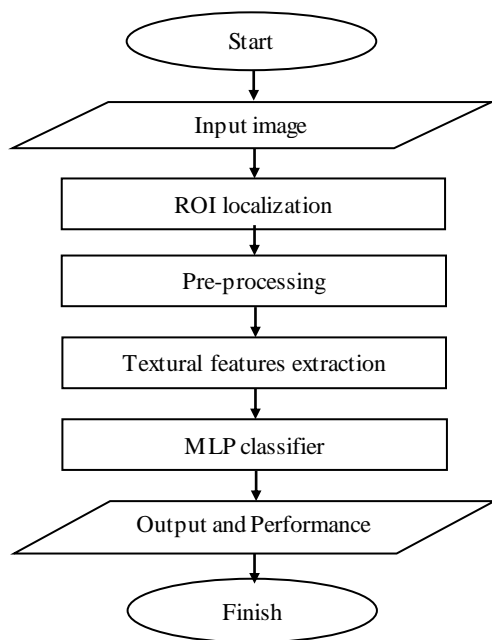 Start
Input image
ROI localization
Pre-processing
Textural features extraction
MLP classifier
Output and Performance
Finish